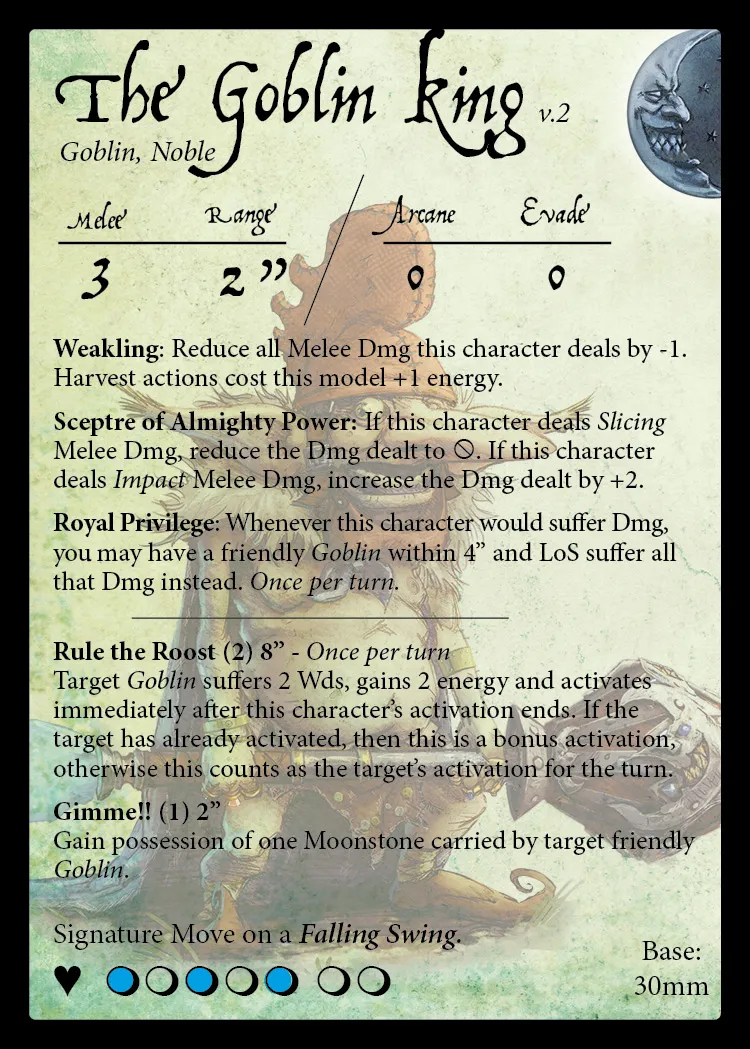 The Goblin King v.2
Goblin, Noble
Melee Range Arcane Evade
3 2” 0 0
Weakling: Reduce all Melee Dmg this character deals by -1.
Harvest actions cost this model +1 energy.
Sceptre of Almighty Power: If this character deals Slicing
Melee Dmg, reduce the Dmg dealt to ⃠. If this character
deals Impact Melee Dmg, increase the Dmg dealt by +2.
Royal Privilege: Whenever this character would suffer Dmg,
you may have a friendly Goblin within 4” and LoS suffer all
that Dmg instead. Once per turn.
Rule the Roost (2) 8” - Once per turn
Target Goblin suffers 2 Wds, gains 2 energy and activates
immediately after this character’s activation ends. If the
target has already activated, then this is a bonus activation,
otherwise this counts as the target’s activation for the turn.
Gimme!! (1) 2”
Gain possession of one Moonstone carried by target friendly
Goblin.
Signature Move on a Falling Swing.
Base:
30mm